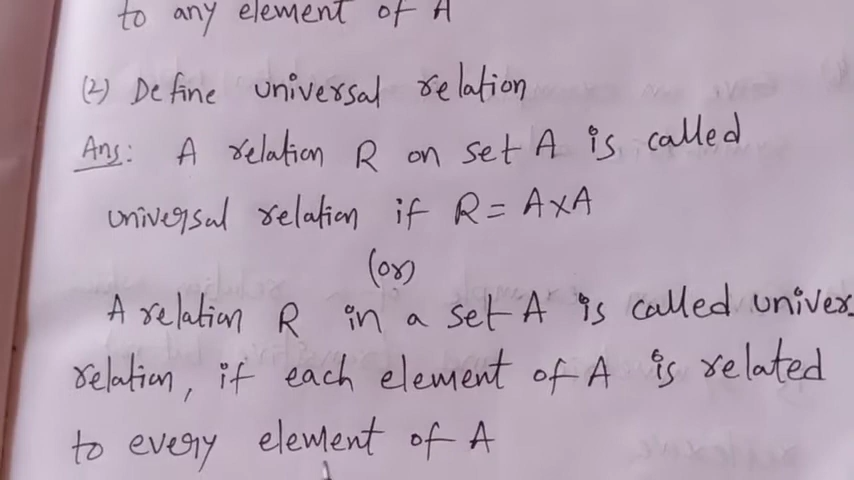 to any element of A
(2) Define universal relation
Ans: A relation R on set A is called
universal relation if R = A×A
(or)
A relation R in a set A is called univers
relation, if each element of A is related
to every element of A